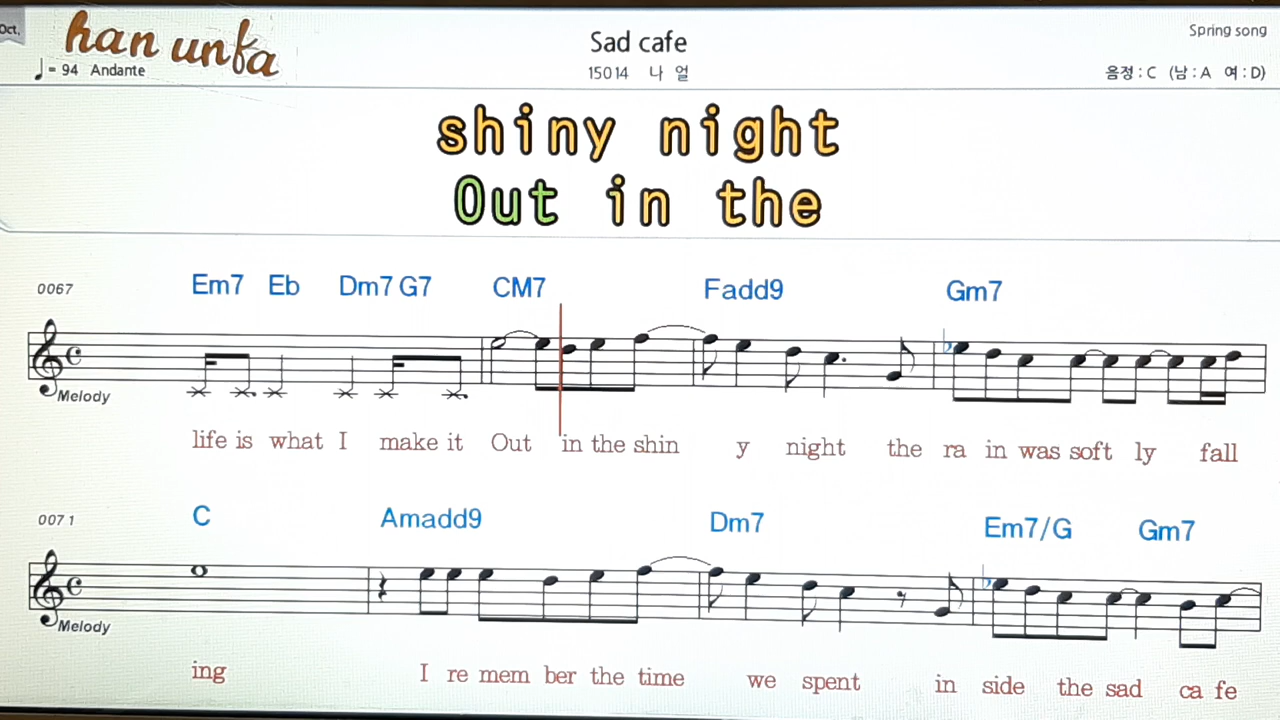 Oct.
han unfa
= 94 Andante
Sad cafe
15014 나 얼
Spring song
음정 : C (남 : A 여 : D)
shiny night
Out in the
0067
Em7 Eb Dm7 G7 CM7 Fadd9 Gm7
Melody
life is what I make it Out in the shin y night the ra in was soft ly fall
0071
C Amadd9 Dm7 Em7/G Gm7
Melody
ing I re mem ber the time we spent in side the sad ca fe